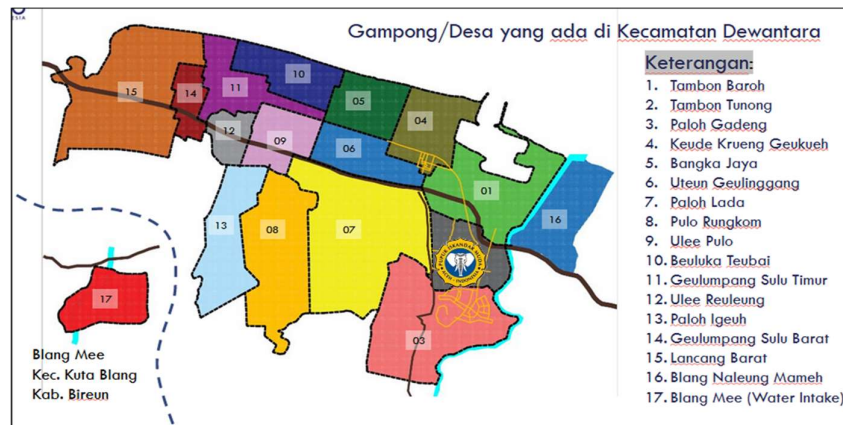 ESIA
Gampong/Desa yang ada di Kecamatan Dewantara
Keterangan:
1. Tambon Baroh
2. Tambon Tunong
3. Paloh Gadeng
4. Keude Krueng Geukueh
5. Bangka Jaya
6. Uteun Geulinggang
7. Paloh Lada
8. Pulo Rungkom
9. Ulee Pulo
10. Beuluka Teubai
11. Geulumpang Sulu Timur
12. Ulee Reuleung
13. Paloh Igeuh
14. Geulumpang Sulu Barat
15. Lancang Barat
16. Blang Naleung Mameh
17. Blang Mee (Water Intake)
15
14
11
10
05
04
12
09
06
01
16
13
08
07
PUPUK ISKANDAR MUDA
03
17
Blang Mee
Kec. Kuta Blang
Kab. Bireun